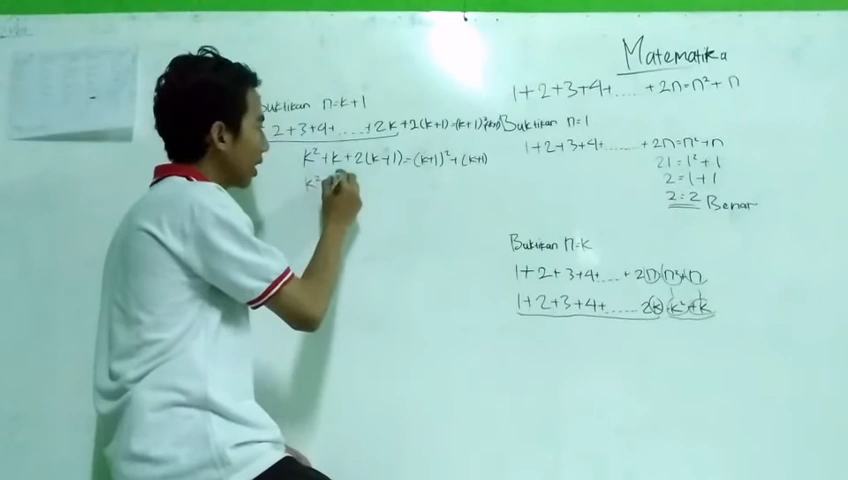 Matematika
1+2+3+4+......+2n=n²+n
Buktikan n=1
1+2+3+4+......+2n=n²+n
2.1=1²+1
2=1+1
2=2 Benar
Buktikan n=k
1+2+3+4+.....+2(n)=n²+n
1+2+3+4+......2(k)=k²+k
Buktikan n=k+1
2+3+4+.....+2k+2(k+1)=(k+1)²+(k+1)
k²+k+2(k+1)=(k+1)²+(k+1)
k²